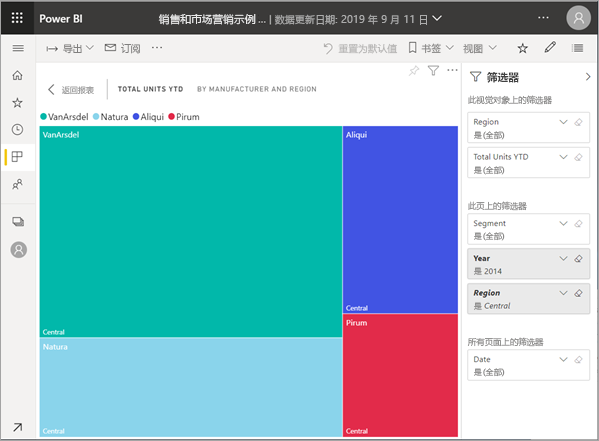 Power BI
销售和市场营销示例 ... | 数据更新日期: 2019 年 9 月 11 日
导出
订阅
重置为默认值
书签
视图
返回报表
TOTAL UNITS YTD
BY MANUFACTURER AND REGION
VanArsdel Natura Aliqui Pirum
VanArsdel
Central
Natura
Central
Aliqui
Central
Pirum
Central
筛选器
此视觉对象上的筛选器
Region
是(全部)
Total Units YTD
是(全部)
此页上的筛选器
Segment
是(全部)
Year
是 2014
Region
是 Central
所有页面上的筛选器
Date
是(全部)